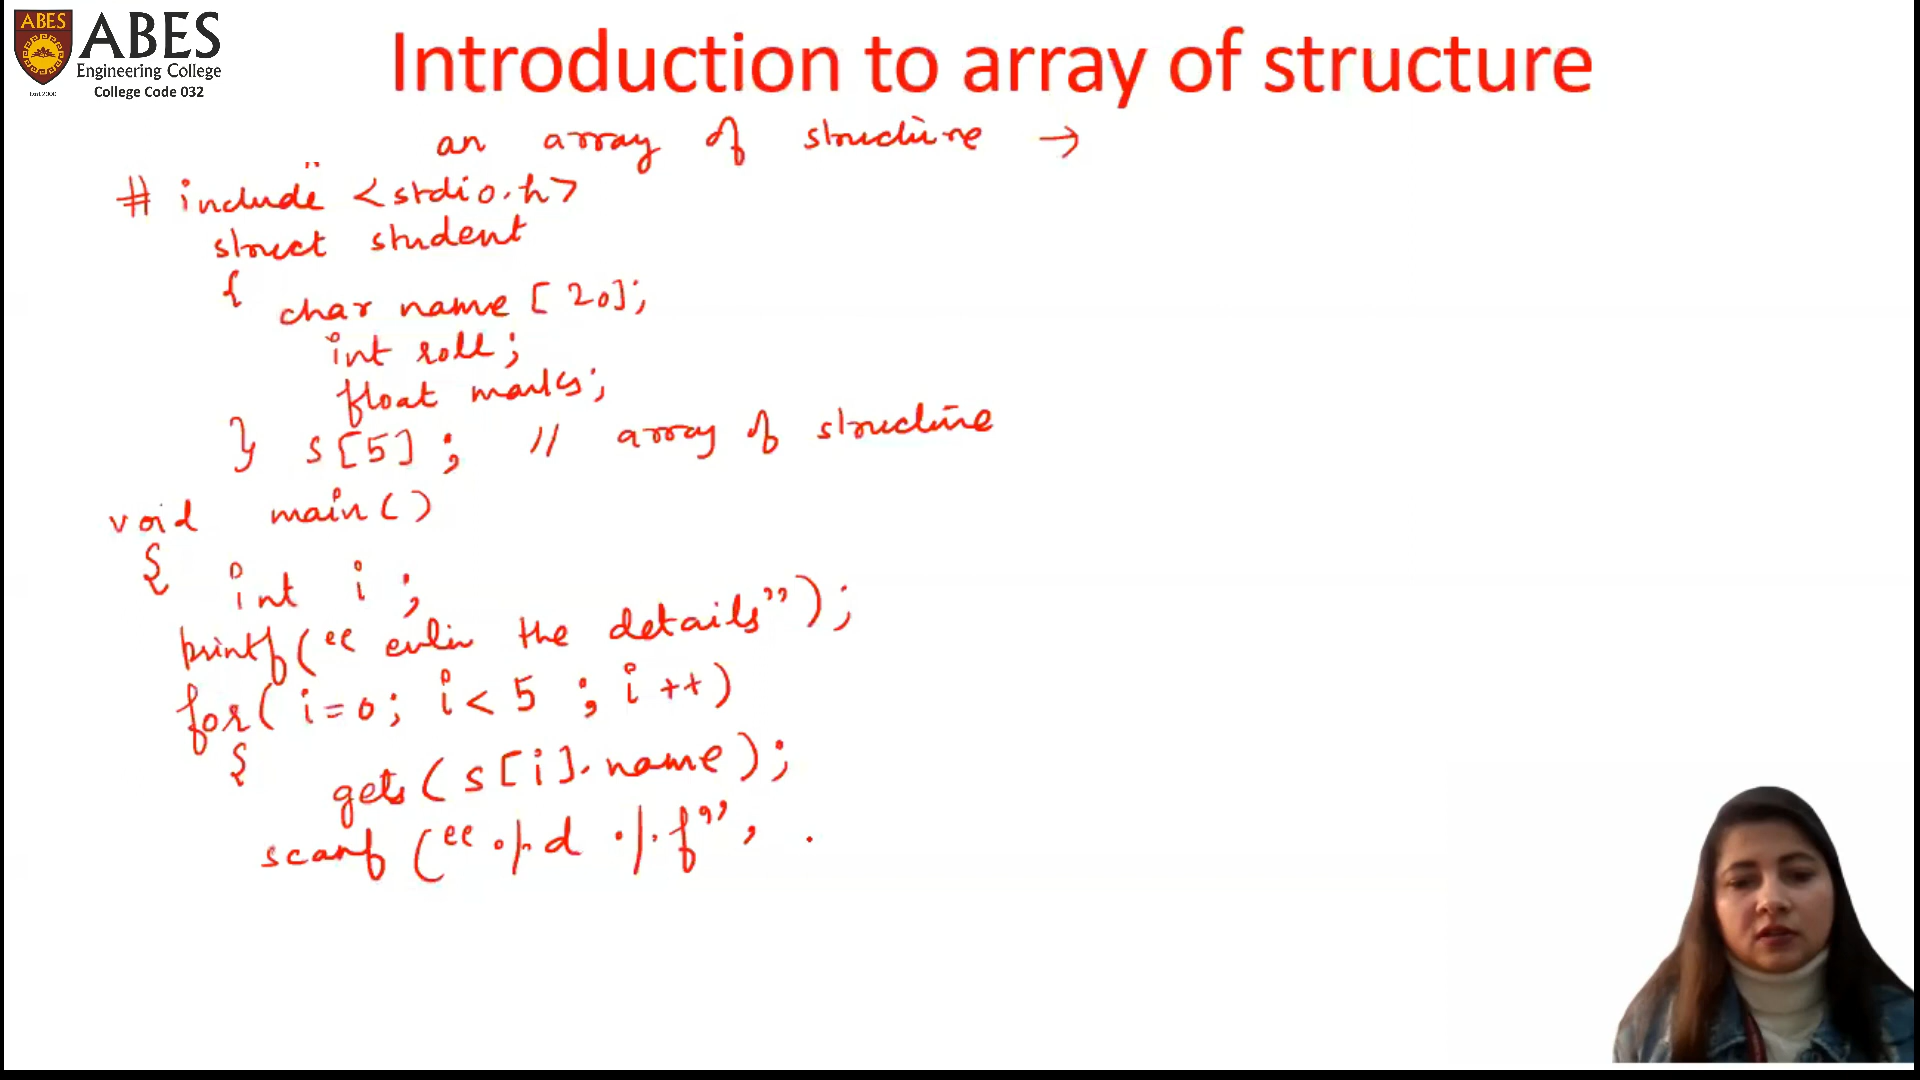 ABES
ABES
Engineering College
College Code 032
Introduction to array of structure
an array of structure →
# include <stdio.h>
struct student
{
char name [20];
int roll;
float marks;
} s[5]; // array of structure
void main()
{
int i;
printf("enter the details");
for(i=0; i<5; i++)
{
gets(s[i].name);
scanf("%d %f",